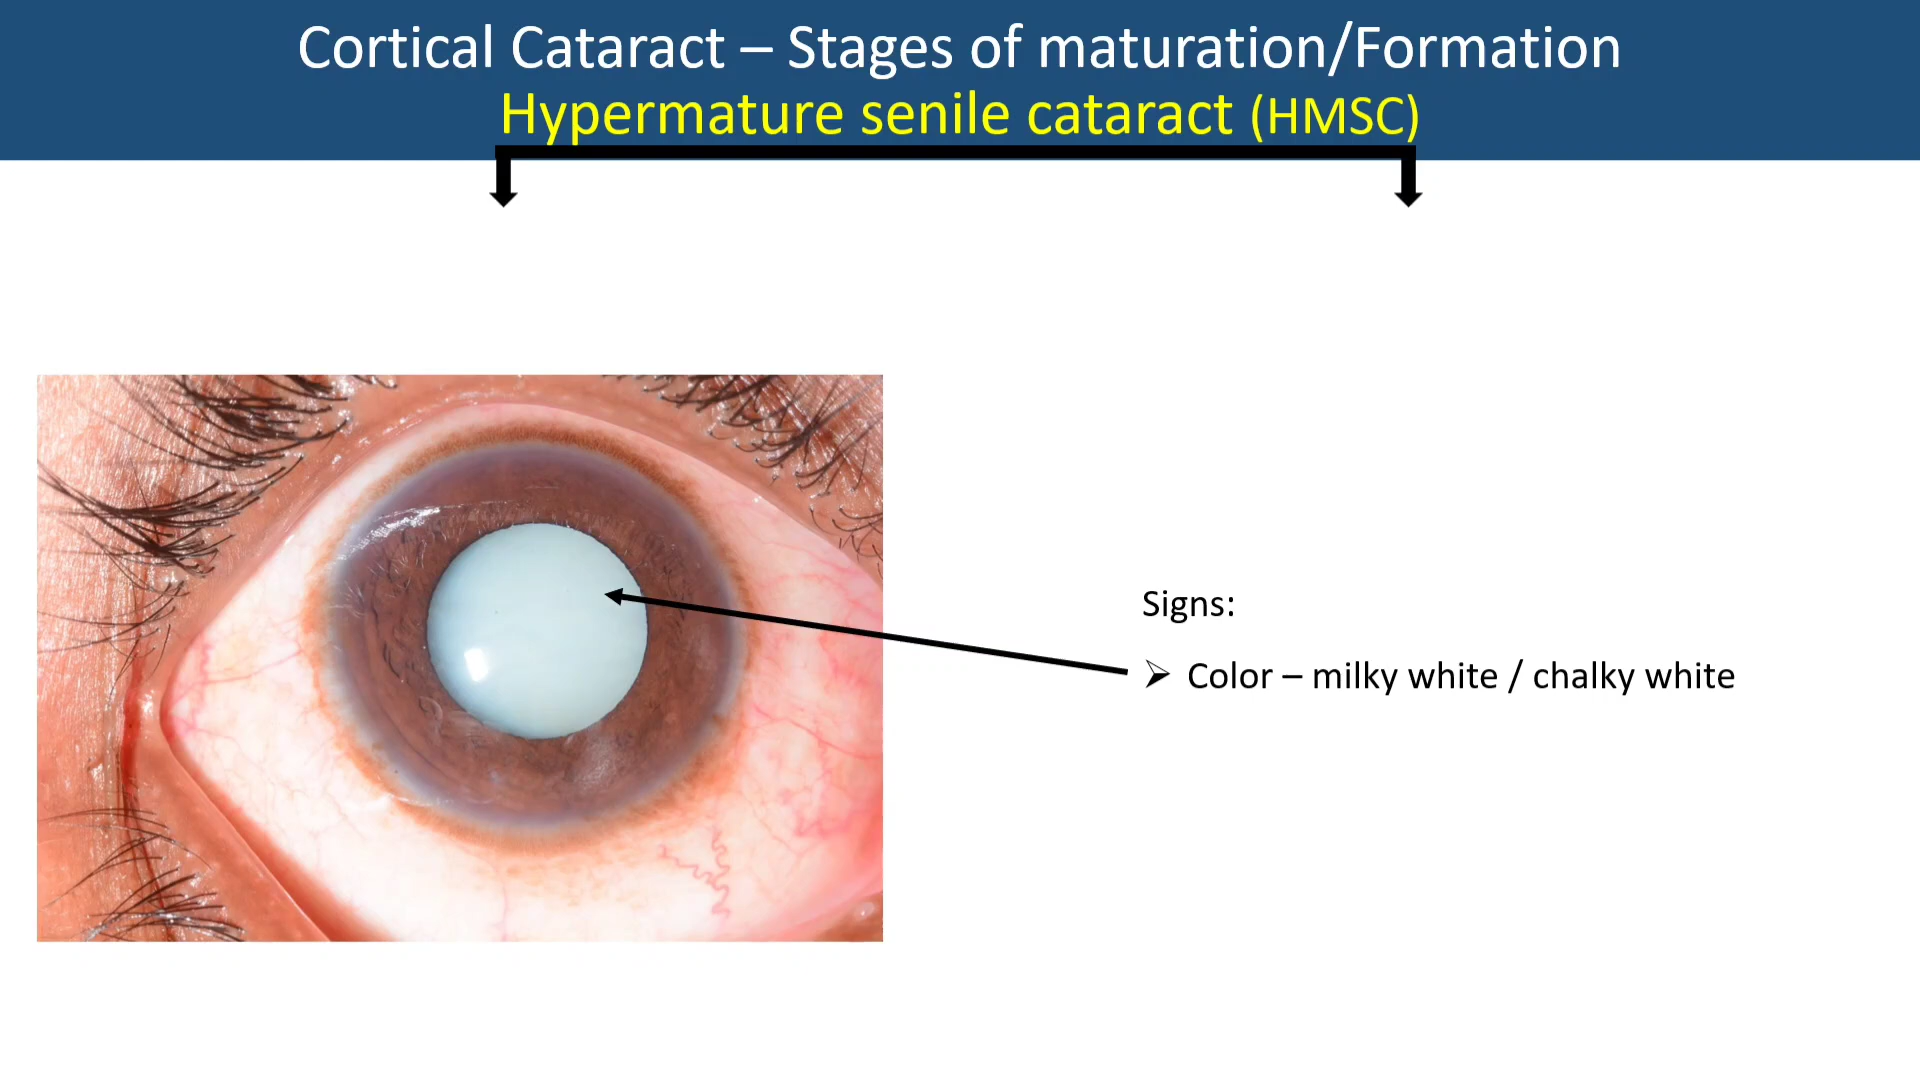 Cortical Cataract – Stages of maturation/Formation
Hypermature senile cataract (HMSC)
Signs:
➢ Color – milky white / chalky white